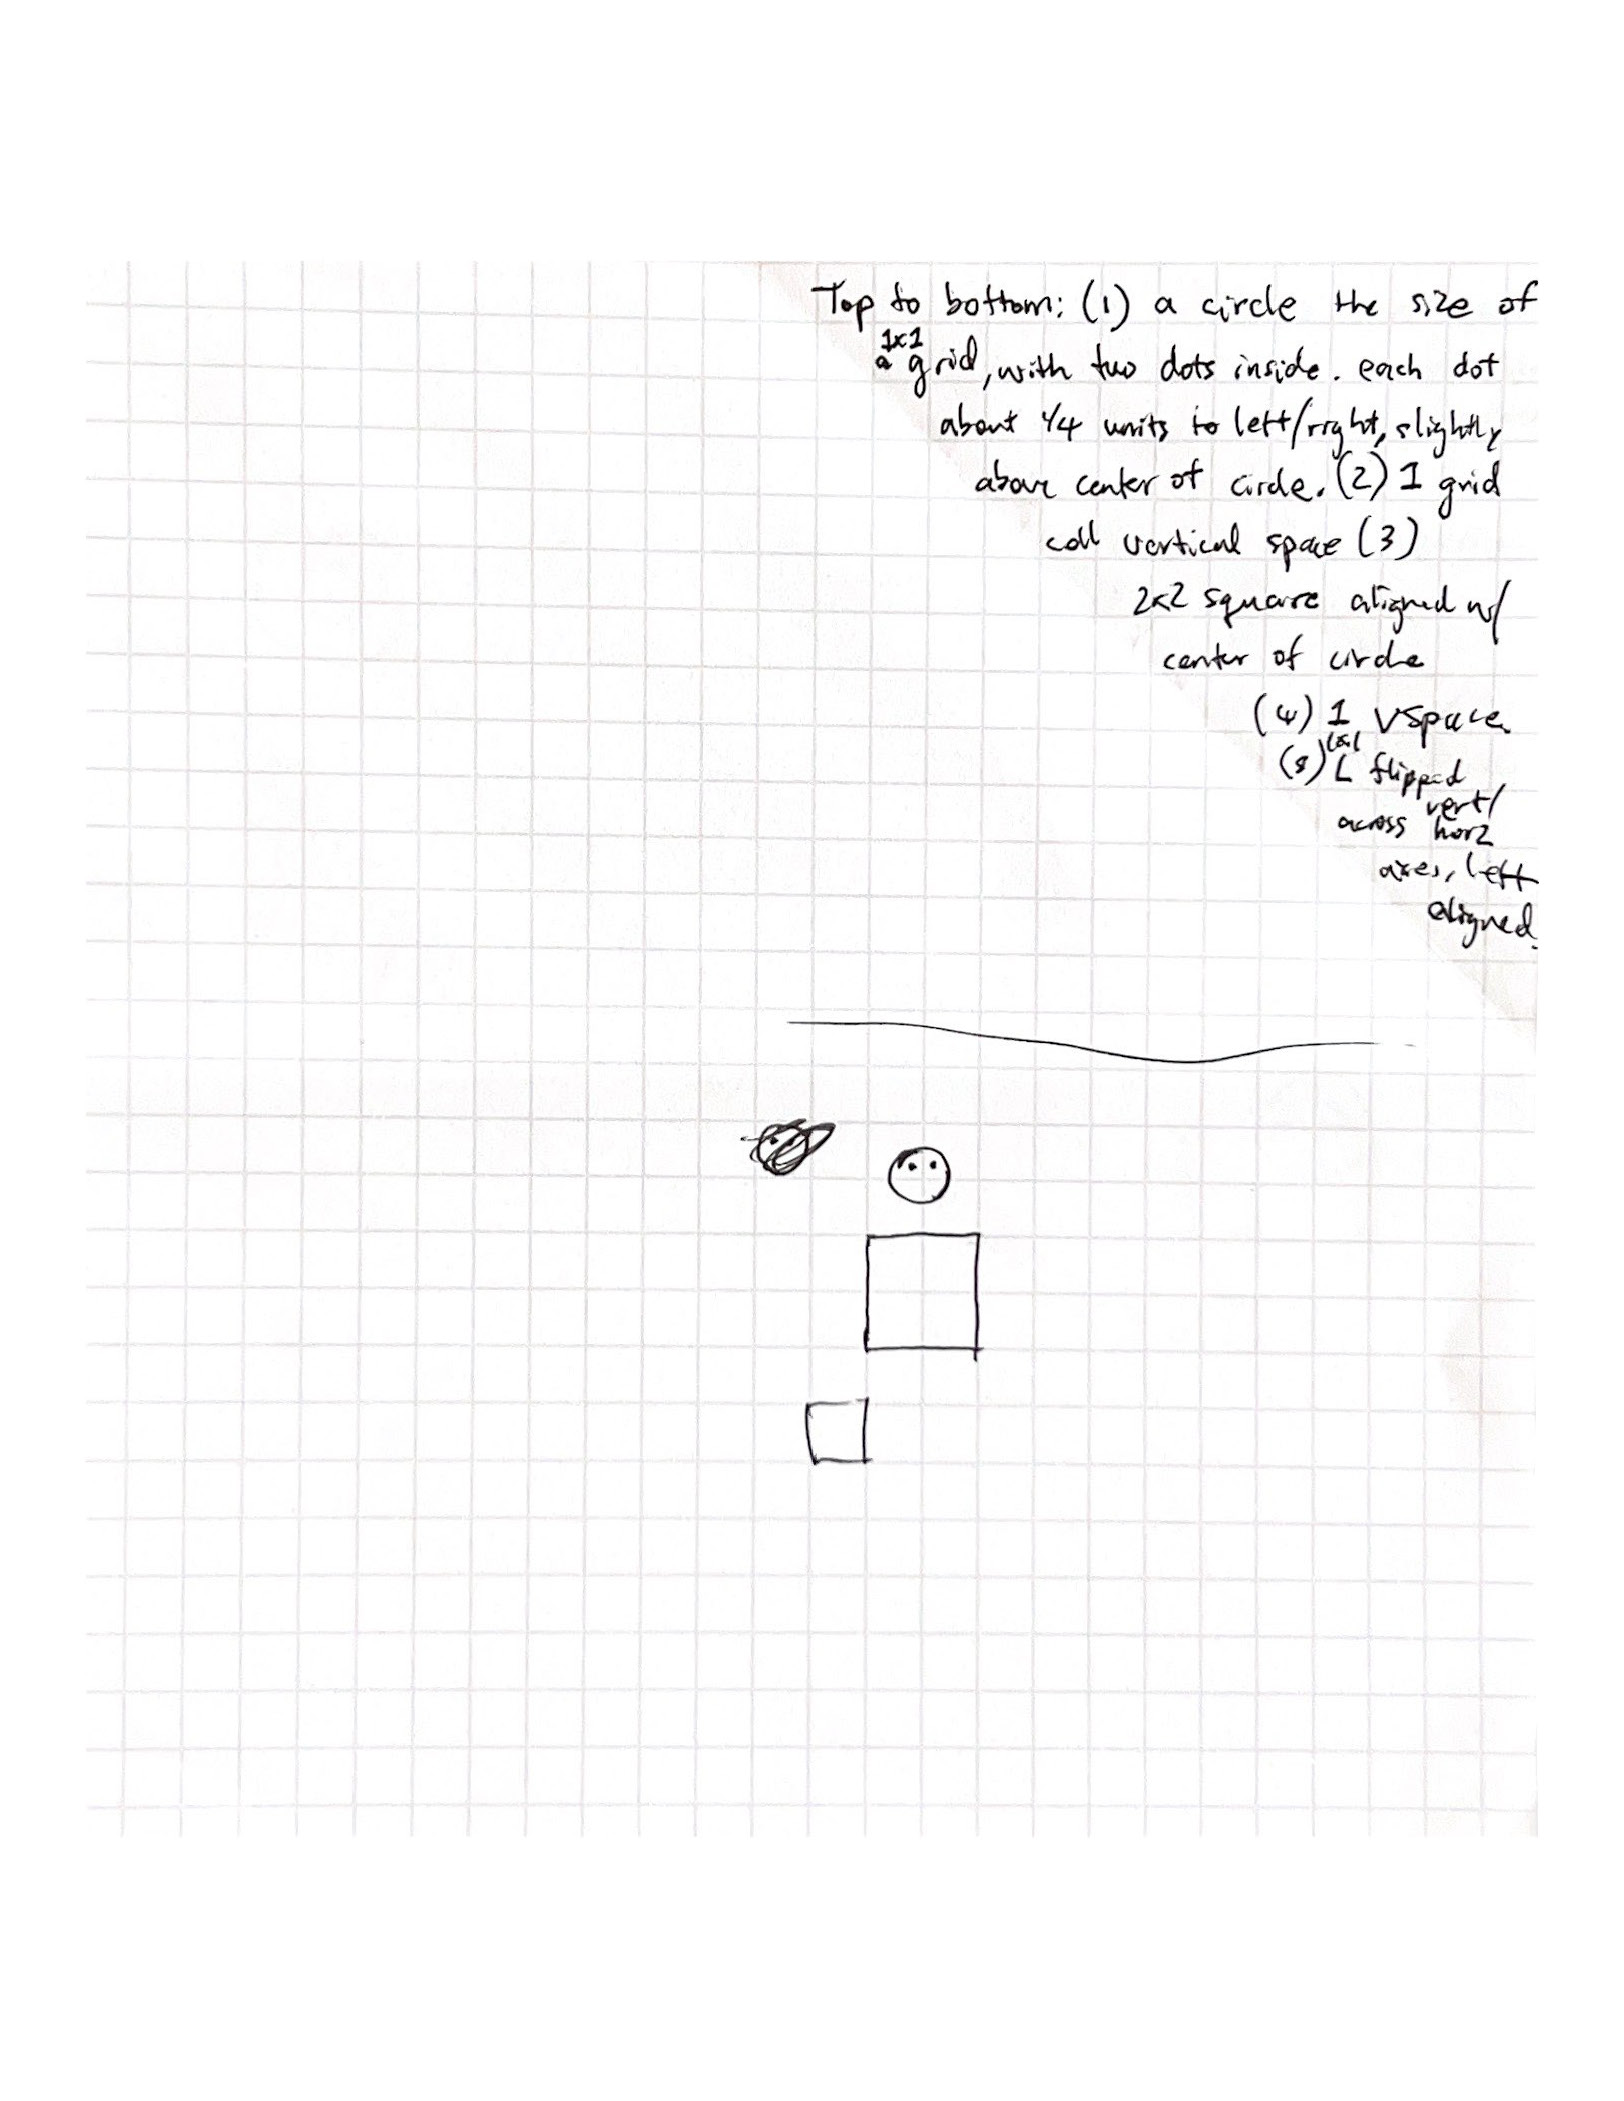 Top to bottom: (1) a circle the size of
a 1x1 grid, with two dots inside. each dot
about 1/4 units to left/right, slightly
above center of circle. (2) 1 grid
cell vertical space (3)
2x2 square aligned w/
center of circle
(4) 1 vspace
(5) 1x1 L flipped
vert/
across horz
axes, left
aligned.